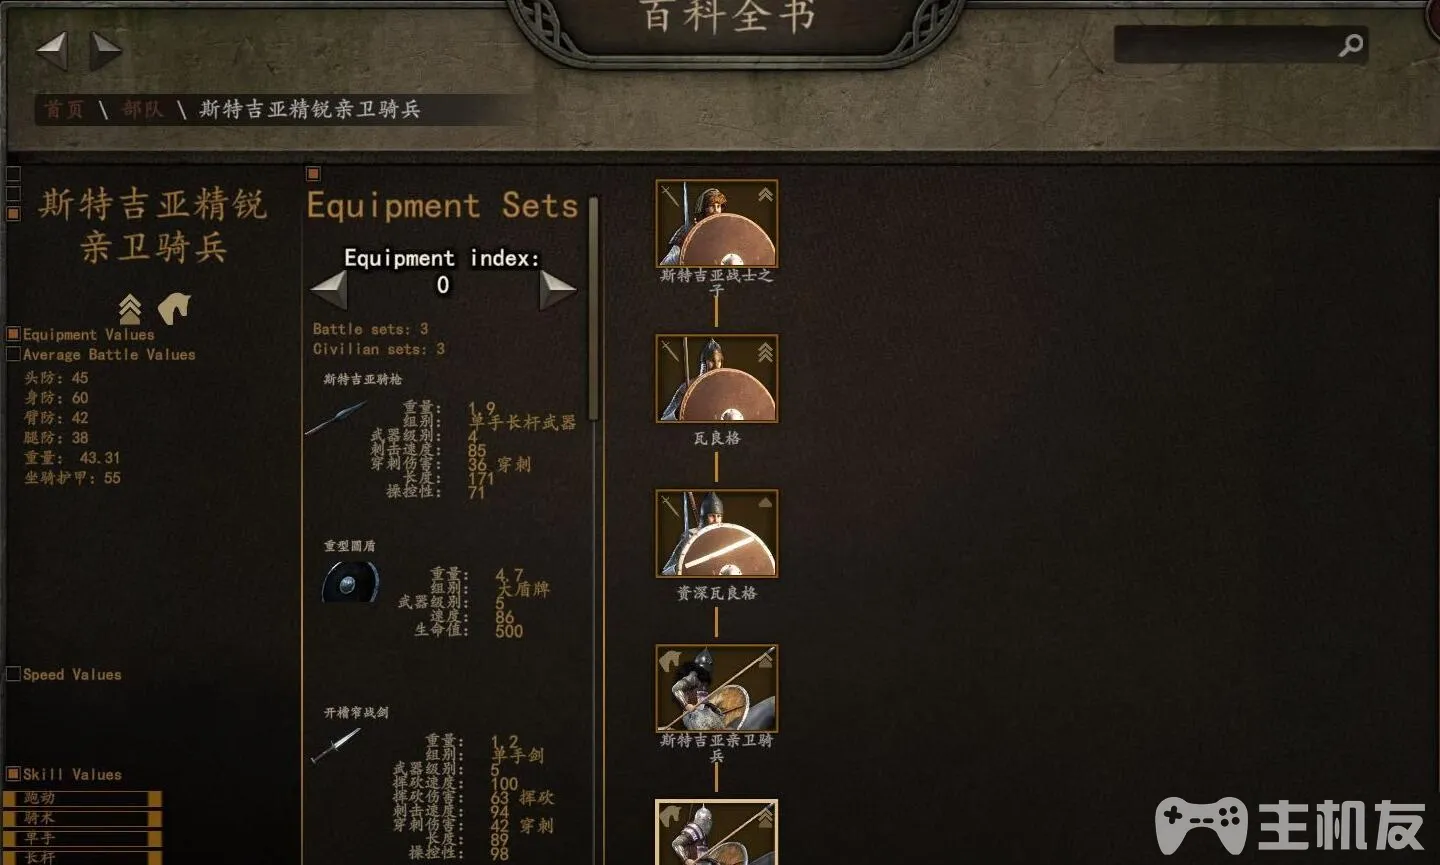 百科全书
首页 \ 部队 \ 斯特吉亚精锐亲卫骑兵
斯特吉亚精锐
亲卫骑兵
Equipment Values
Average Battle Values
头防: 45
身防: 60
臂防: 42
腿防: 38
重量: 43.31
坐骑护甲: 55
Speed Values
Skill Values
跑动
骑术
单手
长杆
Equipment Sets
Equipment index:
0
Battle sets: 3
Civilian sets: 3
斯特吉亚骑枪
重量: 1.9
组别: 单手长杆武器
武器级别: 4
刺击速度: 85
穿刺伤害: 36 穿刺
长度: 171
操控性: 71
重型圆盾
重量: 4.7
组别: 大盾牌
武器级别: 5
速度: 86
生命值: 500
开槽窄战剑
重量: 1.2
组别: 单手剑
武器级别: 5
挥砍速度: 100
挥砍伤害: 63 挥砍
刺击速度: 94
穿刺伤害: 42 穿刺
长度: 89
操控性: 98
斯特吉亚战士之
子
瓦良格
资深瓦良格
斯特吉亚亲卫骑
兵
主机友